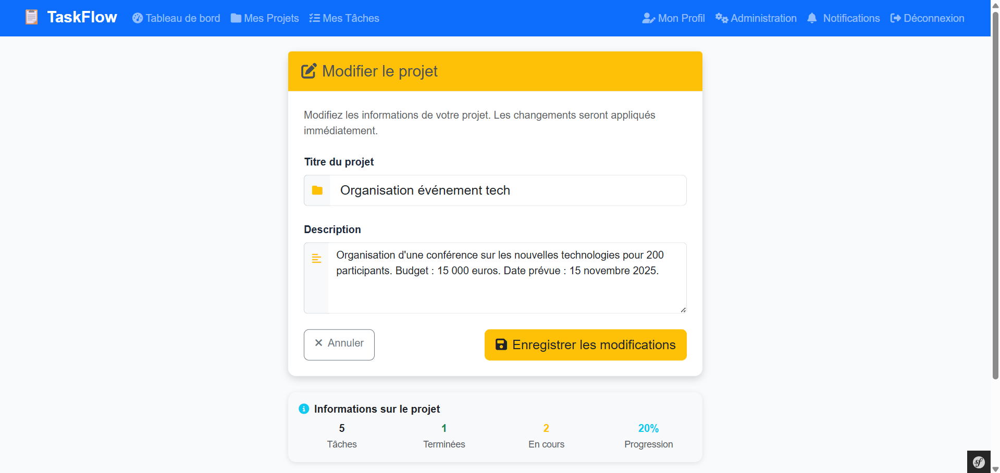 TaskFlow Tableau de bord Mes Projets Mes Tâches Mon Profil Administration Notifications Déconnexion
Modifier le projet
Modifiez les informations de votre projet. Les changements seront appliqués
immédiatement.
Titre du projet
Organisation événement tech
Description
Organisation d'une conférence sur les nouvelles technologies pour 200
participants. Budget : 15 000 euros. Date prévue : 15 novembre 2025.
Annuler Enregistrer les modifications
Informations sur le projet
5 1 2 20%
Tâches Terminées En cours Progression
sf